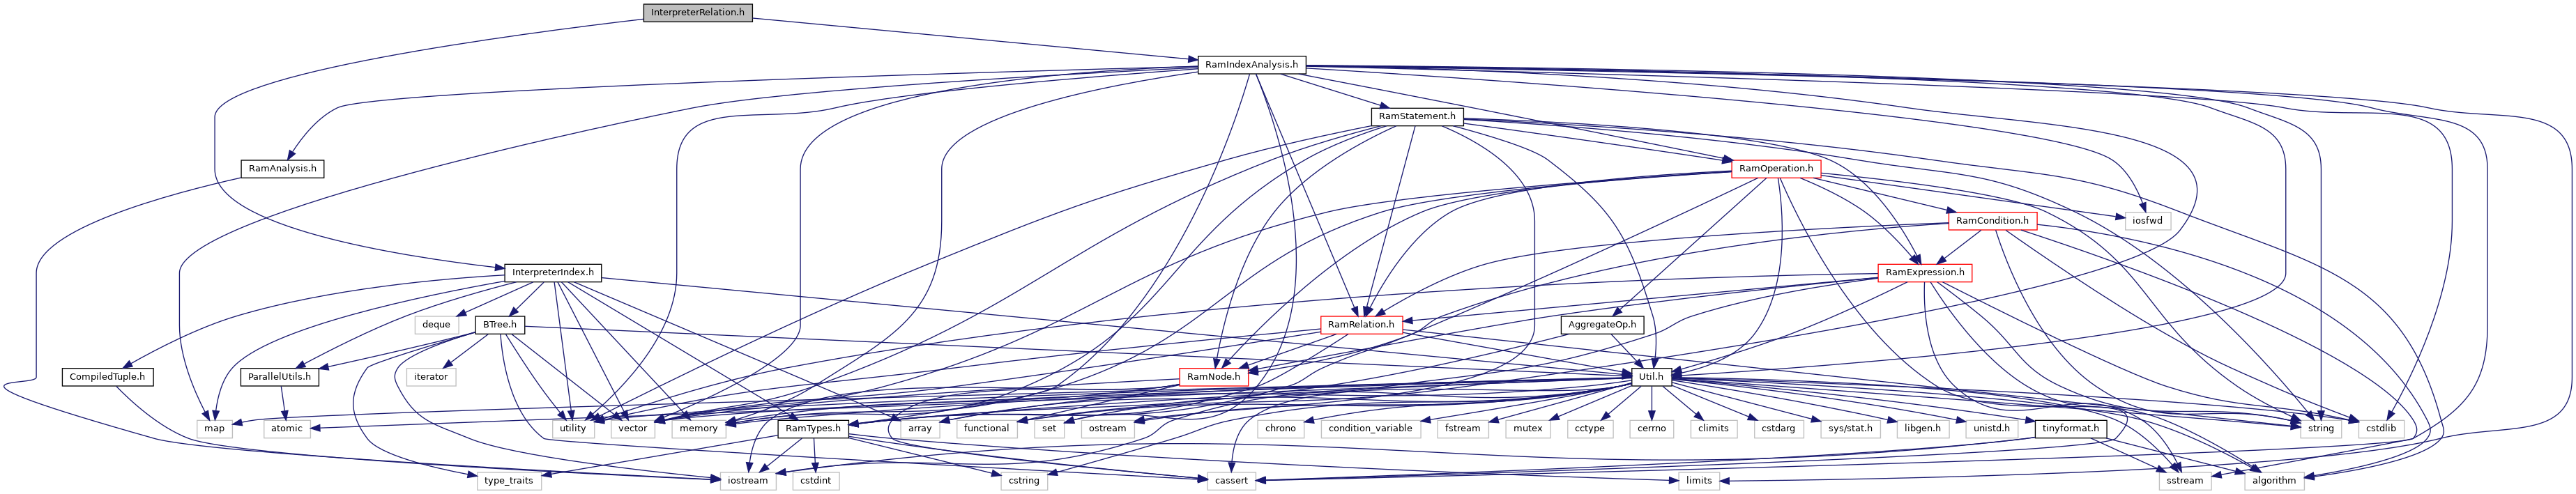 InterpreterRelation.h
RamIndexAnalysis.h
RamStatement.h
RamAnalysis.h
RamOperation.h
RamCondition.h
iosfwd
InterpreterIndex.h
RamExpression.h
deque
BTree.h
RamRelation.h
AggregateOp.h
CompiledTuple.h
ParallelUtils.h
iterator
RamNode.h
Util.h
map
atomic
utility
vector
memory
RamTypes.h
array
functional
set
ostream
chrono
condition_variable
fstream
mutex
cctype
cerrno
climits
cstdarg
sys/stat.h
libgen.h
unistd.h
tinyformat.h
string
cstdlib
type_traits
iostream
cstdint
cstring
cassert
limits
sstream
algorithm